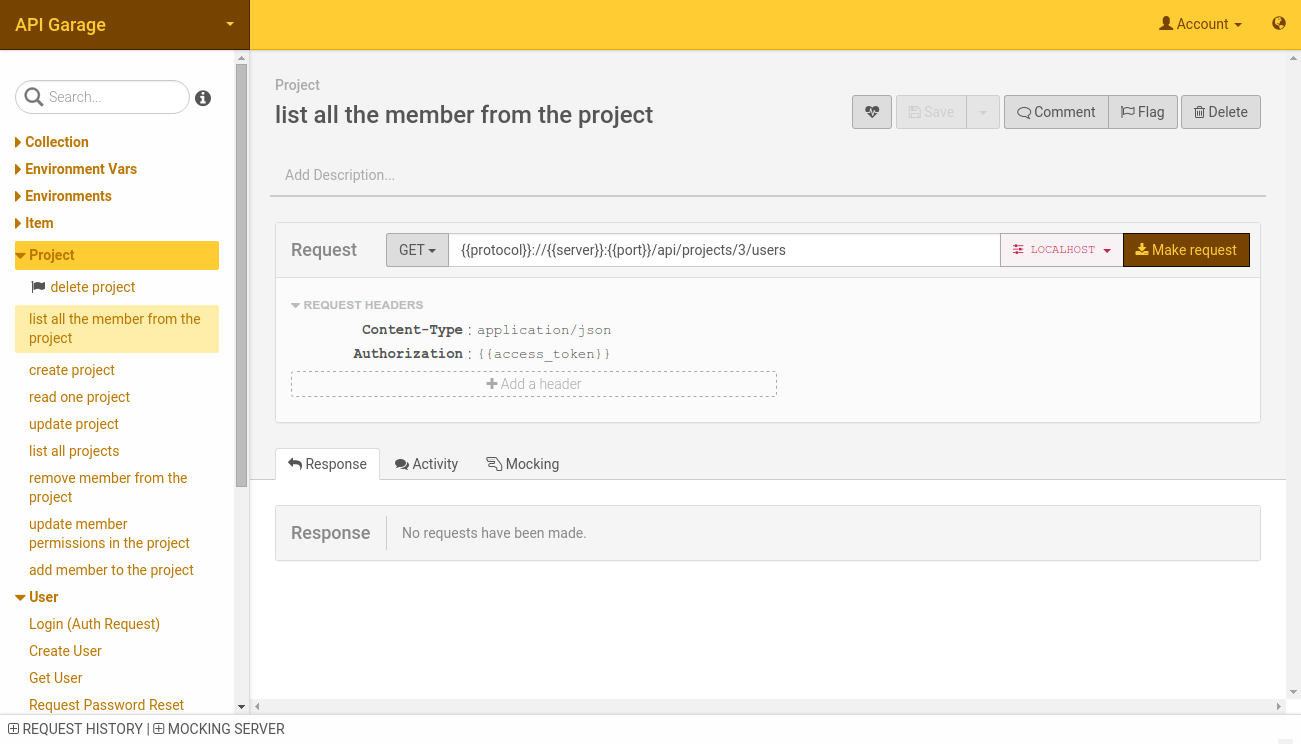 API Garage
Account
Search...
Collection
Environment Vars
Environments
Item
Project
delete project
list all the member from the
project
create project
read one project
update project
list all projects
remove member from the
project
update member
permissions in the project
add member to the project
User
Login (Auth Request)
Create User
Get User
Request Password Reset
Project
list all the member from the project
Save
Comment
Flag
Delete
Add Description...
Request
GET
{{protocol}}://{{server}}:{{port}}/api/projects/3/users
LOCALHOST
Make request
REQUEST HEADERS
Content-Type : application/json
Authorization : {{access_token}}
Add a header
Response
Activity
Mocking
Response
No requests have been made.
REQUEST HISTORY | MOCKING SERVER